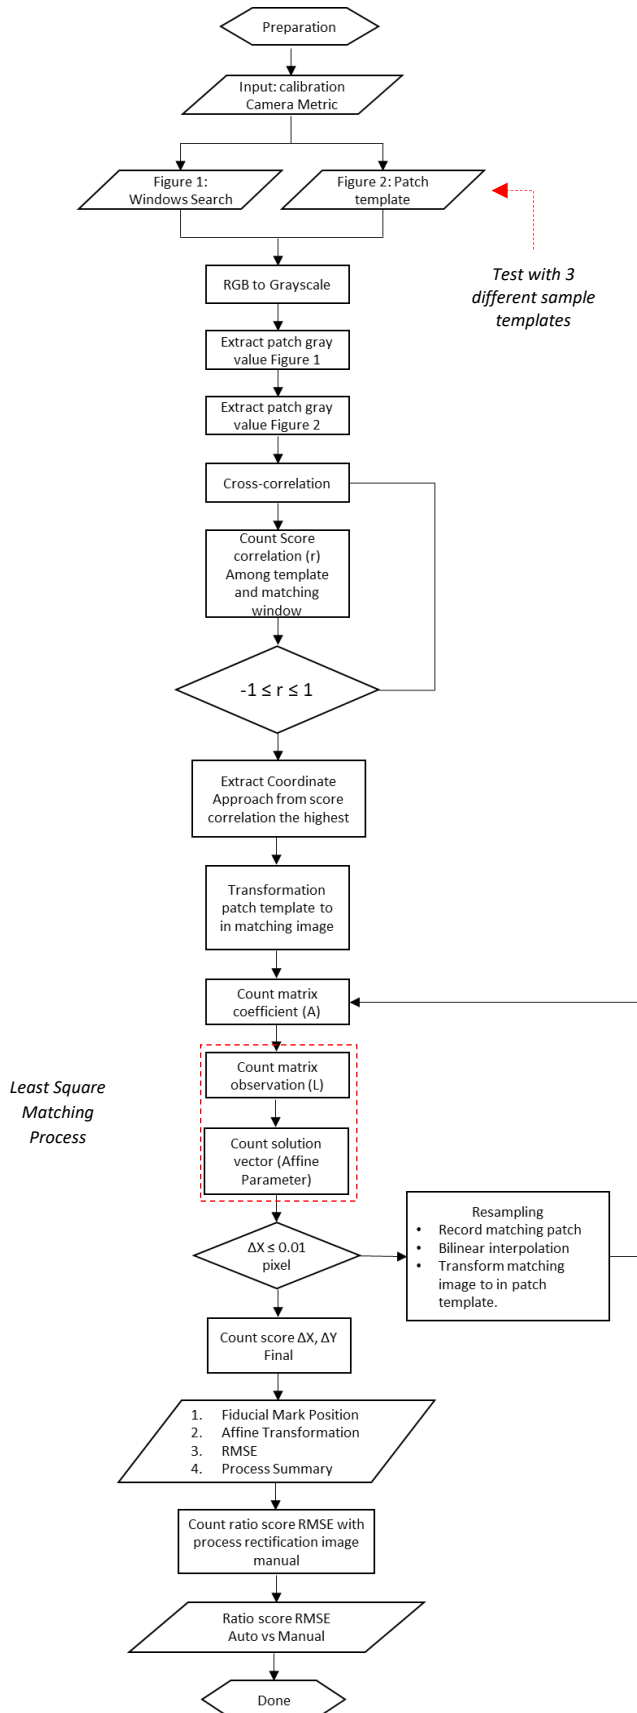 Preparation
Input: calibration
Camera Metric
Figure 1:
Windows Search
Figure 2: Patch
template
Test with 3
different sample
templates
RGB to Grayscale
Extract patch gray
value Figure 1
Extract patch gray
value Figure 2
Cross-correlation
Count Score
correlation (r)
Among template
and matching
window
-1 ≤ r ≤ 1
Extract Coordinate
Approach from score
correlation the highest
Transformation
patch template to
in matching image
Count matrix
coefficient (A)
Least Square
Matching
Process
Count matrix
observation (L)
Count solution
vector (Affine
Parameter)
ΔX ≤ 0.01
pixel
Resampling
• Record matching patch
• Bilinear interpolation
• Transform matching
image to in patch
template.
Count score ΔX, ΔY
Final
1. Fiducial Mark Position
2. Affine Transformation
3. RMSE
4. Process Summary
Count ratio score RMSE with
process rectification image
manual
Ratio score RMSE
Auto vs Manual
Done